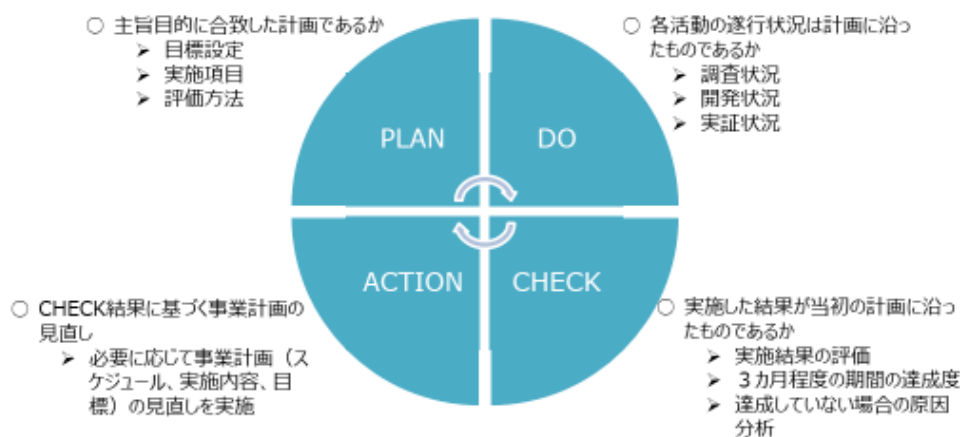 ○ 主旨目的に合致した計画であるか
➢ 目標設定
➢ 実施項目
➢ 評価方法
○ 各活動の遂行状況は計画に沿っ
たものであるか
➢ 調査状況
➢ 開発状況
➢ 実証状況
PLAN
DO
ACTION
CHECK
○ CHECK結果に基づく事業計画の
見直し
➢ 必要に応じて事業計画（ス
ケジュール、実施内容、目
標）の見直しを実施
○ 実施した結果が当初の計画に沿っ
たものであるか
➢ 実施結果の評価
➢ ３カ月程度の期間の達成度
➢ 達成していない場合の原因
分析